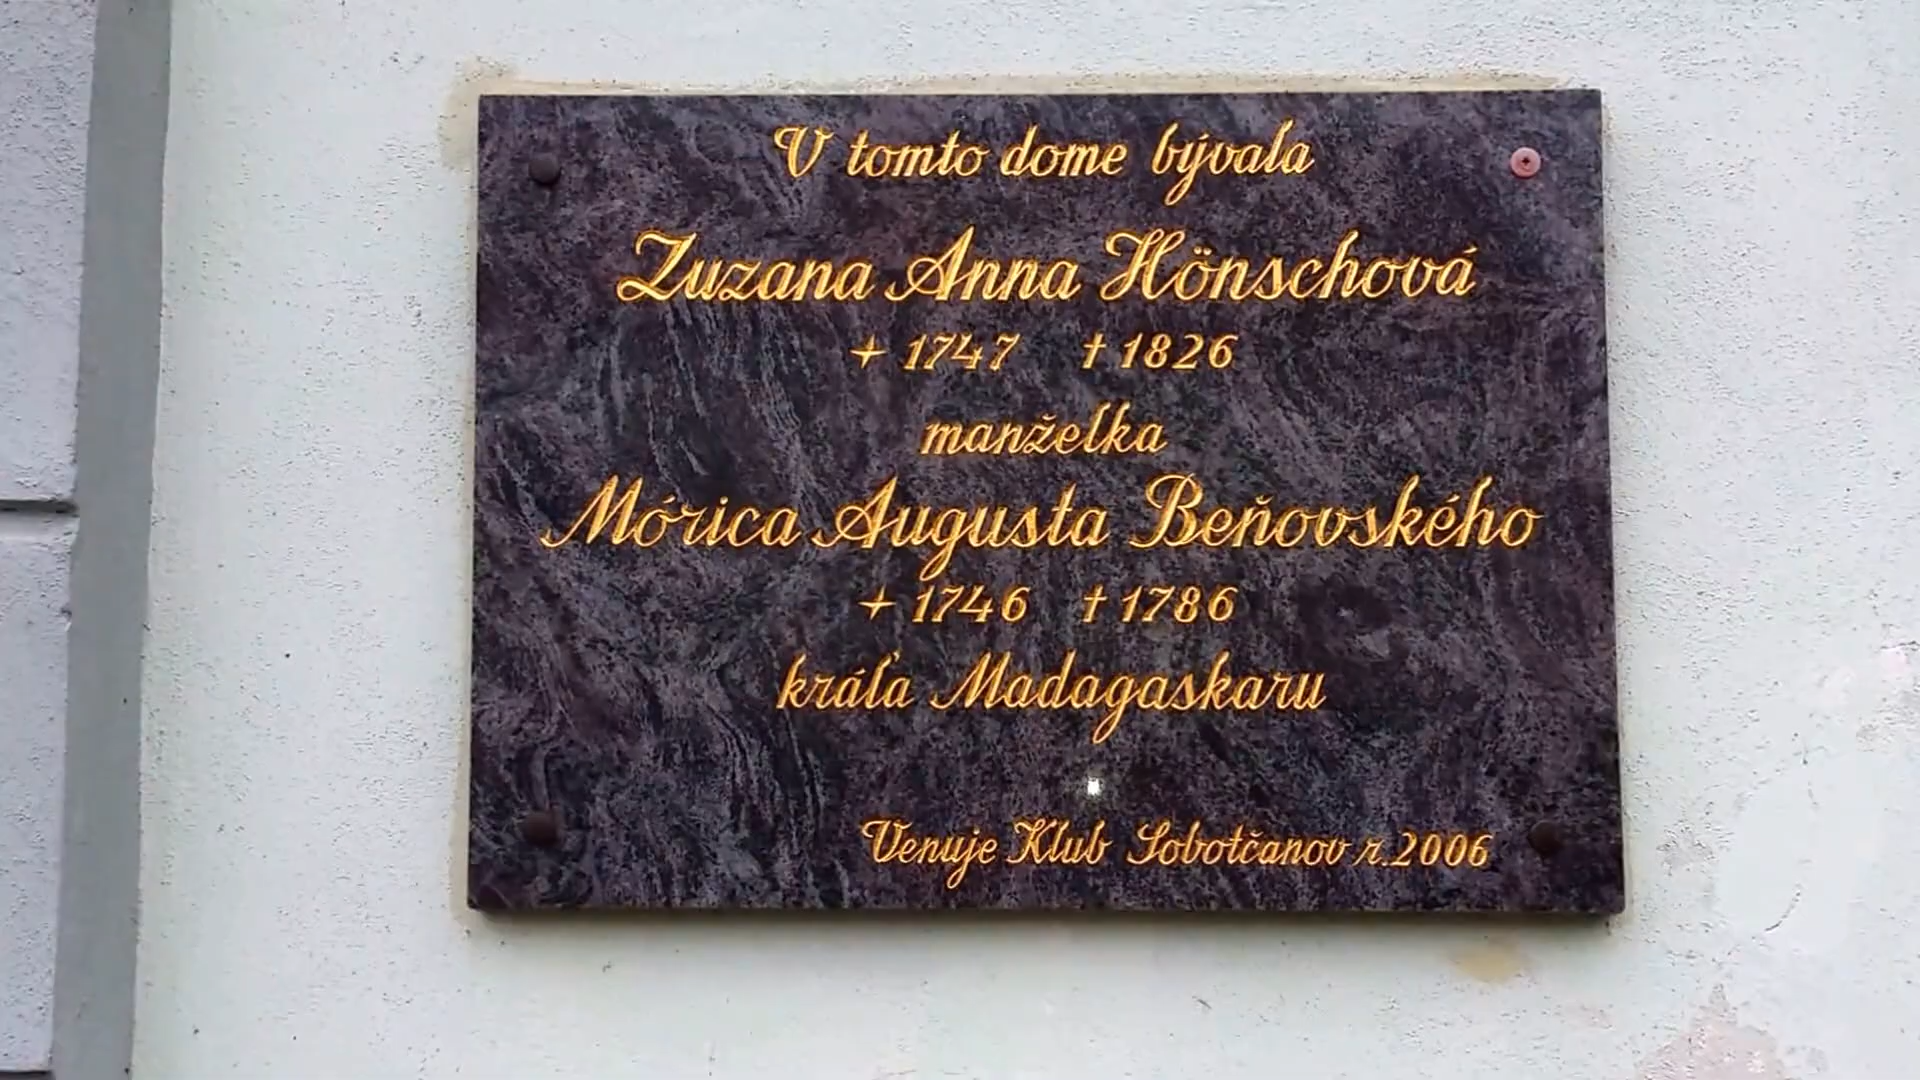 V tomto dome bývala
Zuzana Anna Hönschová
+ 1747 † 1826
manželka
Mórica Augusta Beňovského
+ 1746 † 1786
kráľa Madagaskaru
Venuje Klub Sobotčanov r.2006